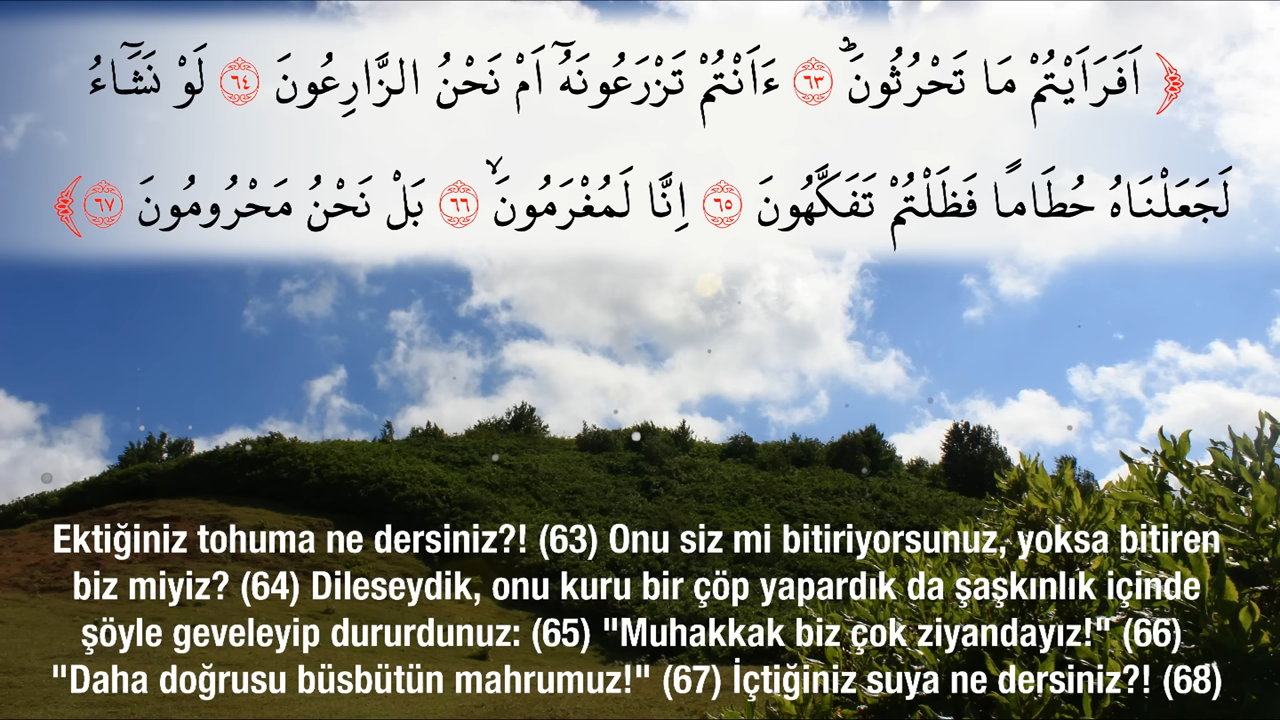 ﴿ اَفَرَاَيْتُمْ مَا تَحْرُثُونَۜ ﴿٦٣﴾ ءَاَنْتُمْ تَزْرَعُونَهُٓ اَمْ نَحْنُ الزَّارِعُونَ ﴿٦٤﴾ لَوْ نَشَٓاءُ
لَجَعَلْنَاهُ حُطَامًا فَظَلْتُمْ تَفَكَّهُونَ ﴿٦٥﴾ اِنَّا لَمُغْرَمُونَۙ ﴿٦٦﴾ بَلْ نَحْنُ مَحْرُومُونَ ﴿٦٧﴾
Ektiğiniz tohuma ne dersiniz?! (63) Onu siz mi bitiriyorsunuz, yoksa bitiren
biz miyiz? (64) Dileseydik, onu kuru bir çöp yapardık da şaşkınlık içinde
şöyle geveleyip dururdunuz: (65) "Muhakkak biz çok ziyandayız!" (66)
"Daha doğrusu büsbütün mahrumuz!" (67) İçtiğiniz suya ne dersiniz?! (68)